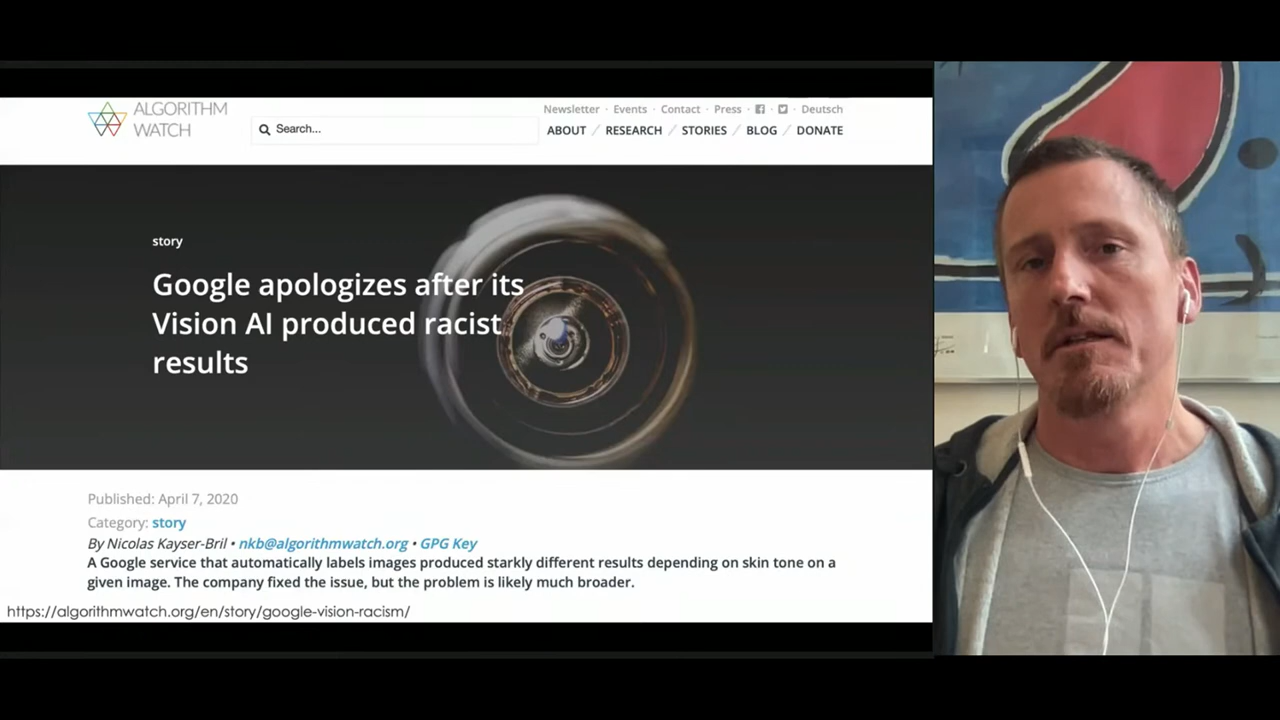 ALGORITHM
WATCH
Search...
Newsletter · Events · Contact · Press · · · Deutsch
ABOUT / RESEARCH / STORIES / BLOG / DONATE
story
Google apologizes after its
Vision AI produced racist
results
Published: April 7, 2020
Category: story
By Nicolas Kayser-Bril • nkb@algorithmwatch.org • GPG Key
A Google service that automatically labels images produced starkly different results depending on skin tone on a
given image. The company fixed the issue, but the problem is likely much broader.
https://algorithmwatch.org/en/story/google-vision-racism/